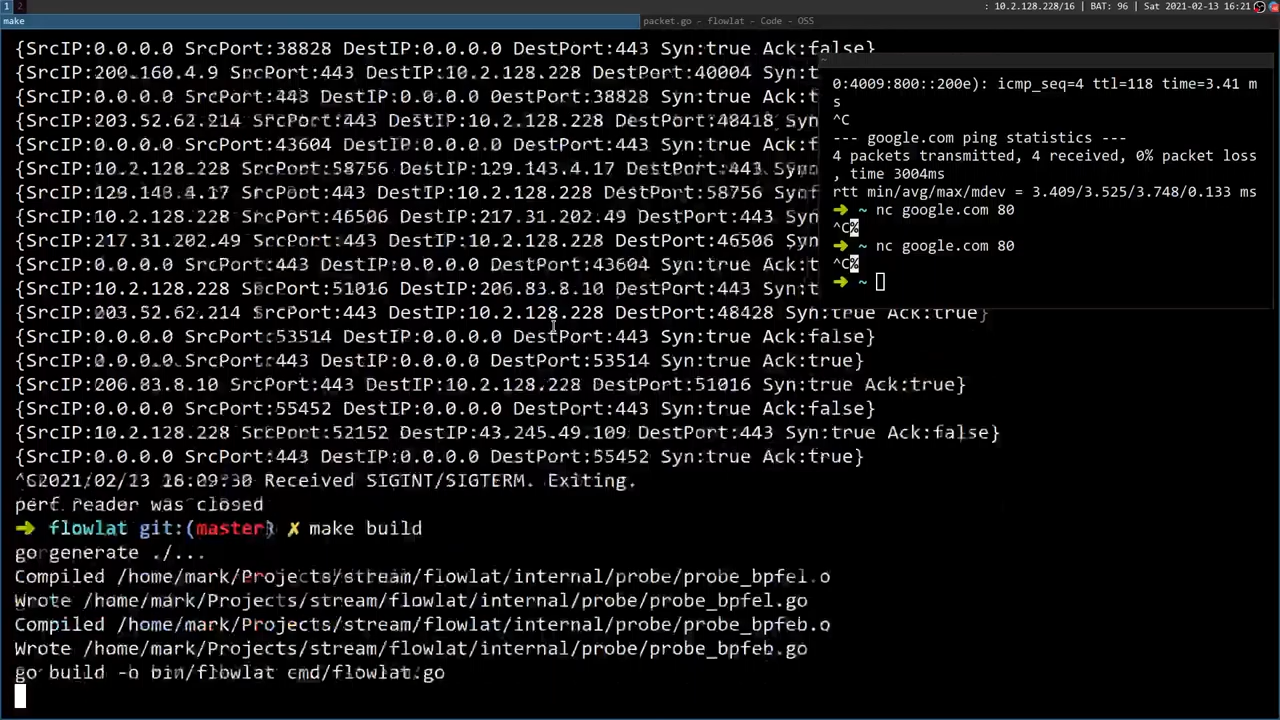 1 2
: 10.2.128.228/16 | BAT: 96 | Sat 2021-02-13 16:21
make
packet.go - flowlat - Code - OSS
{SrcIP:0.0.0.0 SrcPort:38828 DestIP:0.0.0.0 DestPort:443 Syn:true Ack:false}
{SrcIP:200.160.4.9 SrcPort:443 DestIP:10.2.128.228 DestPort:40004 Syn:t
{SrcIP:0.0.0.0 SrcPort:443 DestIP:0.0.0.0 DestPort:38828 Syn:true Ack:t
{SrcIP:203.52.62.214 SrcPort:443 DestIP:10.2.128.228 DestPort:48418 Syn
{SrcIP:0.0.0.0 SrcPort:43604 DestIP:0.0.0.0 DestPort:443 Syn:true Ack:f
{SrcIP:10.2.128.228 SrcPort:58756 DestIP:129.143.4.17 DestPort:443 Syn:
{SrcIP:129.143.4.17 SrcPort:443 DestIP:10.2.128.228 DestPort:58756 Syn:
{SrcIP:10.2.128.228 SrcPort:46506 DestIP:217.31.202.49 DestPort:443 Syn
{SrcIP:217.31.202.49 SrcPort:443 DestIP:10.2.128.228 DestPort:46506 Syn
{SrcIP:0.0.0.0 SrcPort:443 DestIP:0.0.0.0 DestPort:43604 Syn:true Ack:t
{SrcIP:10.2.128.228 SrcPort:51016 DestIP:206.83.8.10 DestPort:443 Syn:t
{SrcIP:203.52.62.214 SrcPort:443 DestIP:10.2.128.228 DestPort:48428 Syn:true Ack:true}
{SrcIP:0.0.0.0 SrcPort:53514 DestIP:0.0.0.0 DestPort:443 Syn:true Ack:false}
{SrcIP:0.0.0.0 SrcPort:443 DestIP:0.0.0.0 DestPort:53514 Syn:true Ack:true}
{SrcIP:206.83.8.10 SrcPort:443 DestIP:10.2.128.228 DestPort:51016 Syn:true Ack:true}
{SrcIP:0.0.0.0 SrcPort:55452 DestIP:0.0.0.0 DestPort:443 Syn:true Ack:false}
{SrcIP:10.2.128.228 SrcPort:52152 DestIP:43.245.49.109 DestPort:443 Syn:true Ack:false}
{SrcIP:0.0.0.0 SrcPort:443 DestIP:0.0.0.0 DestPort:55452 Syn:true Ack:true}
^C2021/02/13 16:09:30 Received SIGINT/SIGTERM. Exiting.
perf reader was closed
➜ flowlat git:(master) ✗ make build
go generate ./...
Compiled /home/mark/Projects/stream/flowlat/internal/probe/probe_bpfel.o
Wrote /home/mark/Projects/stream/flowlat/internal/probe/probe_bpfel.go
Compiled /home/mark/Projects/stream/flowlat/internal/probe/probe_bpfeb.o
Wrote /home/mark/Projects/stream/flowlat/internal/probe/probe_bpfeb.go
go build -o bin/flowlat cmd/flowlat.go
~
0:4009:800::200e): icmp_seq=4 ttl=118 time=3.41 m
s
^C
--- google.com ping statistics ---
4 packets transmitted, 4 received, 0% packet loss
, time 3004ms
rtt min/avg/max/mdev = 3.409/3.525/3.748/0.133 ms
➜ ~ nc google.com 80
^C%
➜ ~ nc google.com 80
^C%
➜ ~